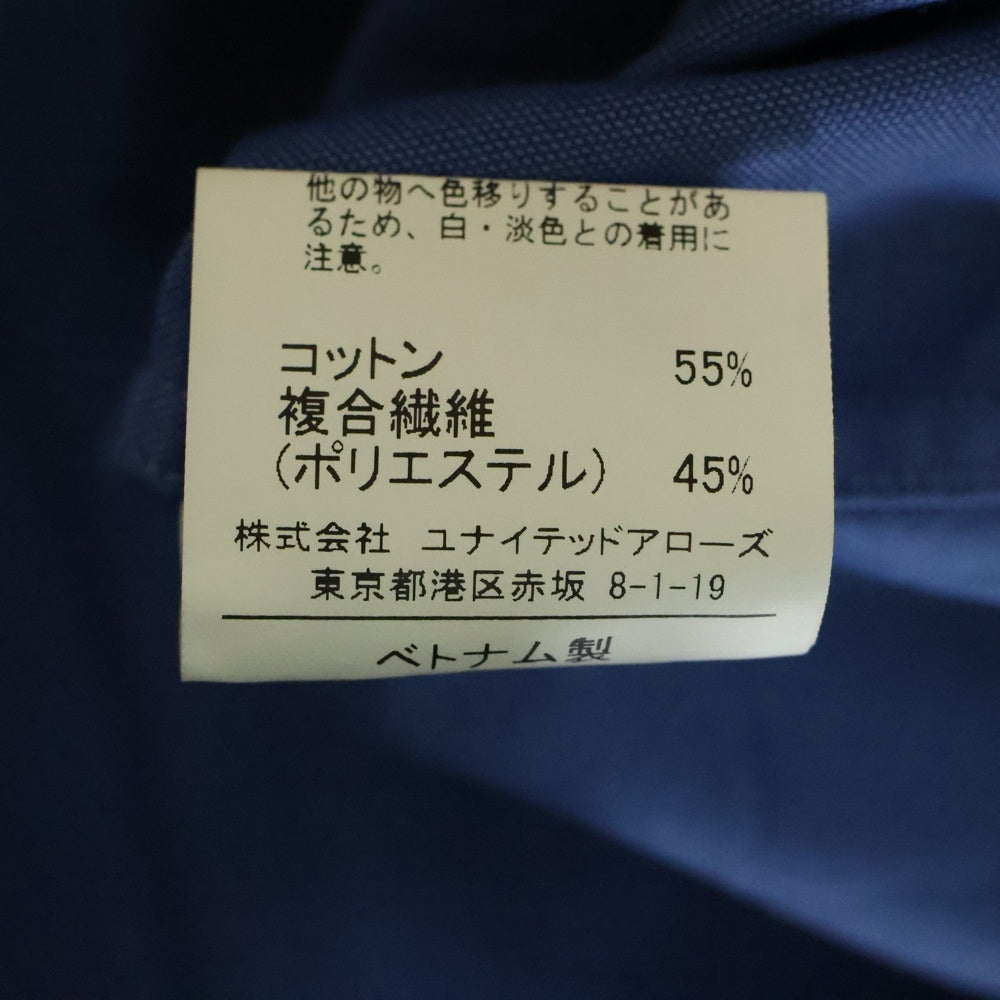 他の物へ色移りすることがあ
るため、白・淡色との着用に
注意。
コットン 55%
複合繊維
(ポリエステル) 45%
株式会社 ユナイテッドアローズ
東京都港区赤坂 8-1-19
ベトナム製